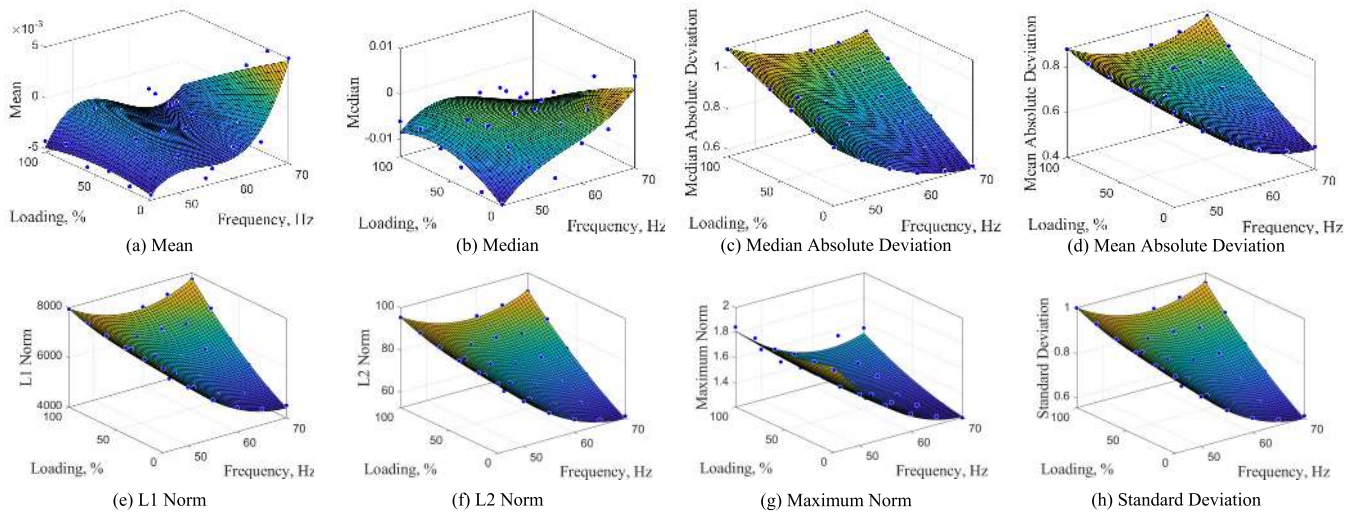 ×10⁻³
5
0
-5
Mean
100
50
0
Loading, %
50
60
70
Frequency, Hz
(a) Mean
0.01
0
-0.01
Median
100
50
0
Loading, %
50
60
70
Frequency, Hz
(b) Median
1
0.8
0.6
Median Absolute Deviation
100
50
0
Loading, %
50
60
70
Frequency, Hz
(c) Median Absolute Deviation
0.8
0.6
0.4
Mean Absolute Deviation
100
50
0
Loading, %
50
60
70
Frequency, Hz
(d) Mean Absolute Deviation
8000
6000
4000
L1 Norm
100
50
0
Loading, %
50
60
70
Frequency, Hz
(e) L1 Norm
100
80
60
L2 Norm
100
50
0
Loading, %
50
60
70
Frequency, Hz
(f) L2 Norm
2
1.8
1.6
1.4
Maximum Norm
100
50
0
Loading, %
50
60
70
Frequency, Hz
(g) Maximum Norm
1
0.8
0.6
Standard Deviation
100
50
0
Loading, %
50
60
70
Frequency, Hz
(h) Standard Deviation